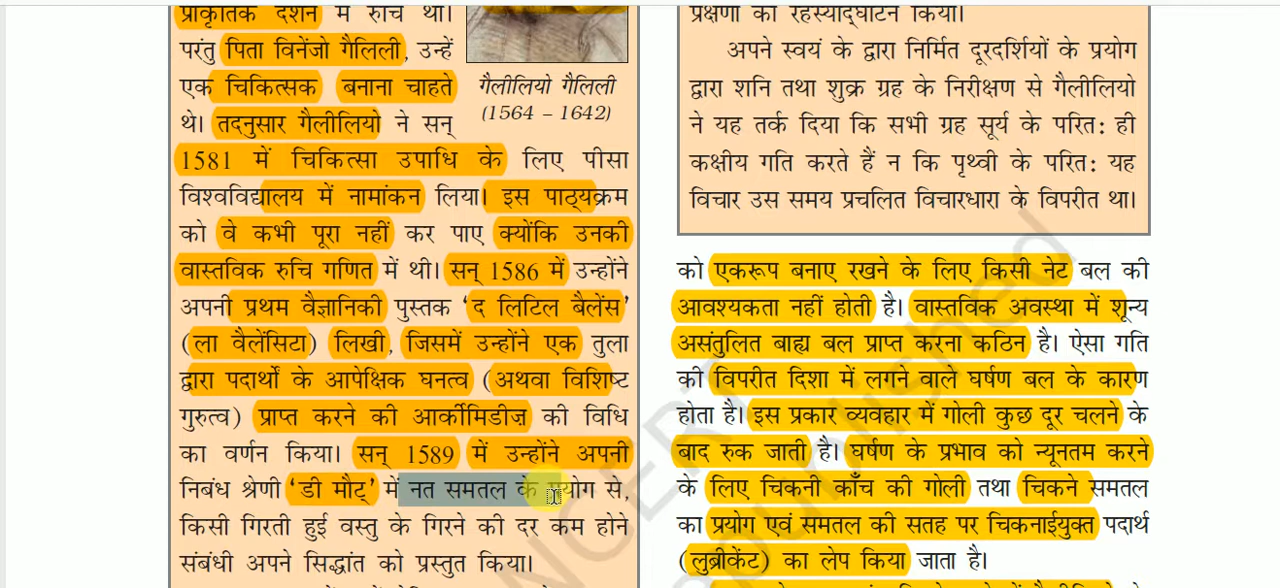 प्राकृतिक दर्शन में रुचि थी।
परंतु पिता विनेंजो गैलिली, उन्हें
एक चिकित्सक बनाना चाहते
थे। तदनुसार गैलीलियो ने सन्
1581 में चिकित्सा उपाधि के लिए पीसा
विश्वविद्यालय में नामांकन लिया। इस पाठ्यक्रम
को वे कभी पूरा नहीं कर पाए क्योंकि उनकी
वास्तविक रुचि गणित में थी। सन् 1586 में उन्होंने
अपनी प्रथम वैज्ञानिकी पुस्तक ‘द लिटिल बैलेंस’
(ला वैलेंसिटा) लिखी, जिसमें उन्होंने एक तुला
द्वारा पदार्थों के आपेक्षिक घनत्व (अथवा विशिष्ट
गुरुत्व) प्राप्त करने की आर्कीमिडीज़ की विधि
का वर्णन किया। सन् 1589 में उन्होंने अपनी
निबंध श्रेणी ‘डी मौट्’ में नत समतल के प्रयोग से,
किसी गिरती हुई वस्तु के गिरने की दर कम होने
संबंधी अपने सिद्धांत को प्रस्तुत किया।
गैलीलियो गैलिली
(1564 – 1642)
प्रेक्षणों का रहस्योद्घाटन किया।
अपने स्वयं के द्वारा निर्मित दूरदर्शियों के प्रयोग
द्वारा शनि तथा शुक्र ग्रह के निरीक्षण से गैलीलियो
ने यह तर्क दिया कि सभी ग्रह सूर्य के परित: ही
कक्षीय गति करते हैं न कि पृथ्वी के परित: यह
विचार उस समय प्रचलित विचारधारा के विपरीत था।
को एकरूप बनाए रखने के लिए किसी नेट बल की
आवश्यकता नहीं होती है। वास्तविक अवस्था में शून्य
असंतुलित बाह्य बल प्राप्त करना कठिन है। ऐसा गति
की विपरीत दिशा में लगने वाले घर्षण बल के कारण
होता है। इस प्रकार व्यवहार में गोली कुछ दूर चलने के
बाद रुक जाती है। घर्षण के प्रभाव को न्यूनतम करने
के लिए चिकनी काँच की गोली तथा चिकने समतल
का प्रयोग एवं समतल की सतह पर चिकनाईयुक्त पदार्थ
(लुब्रीकेंट) का लेप किया जाता है।